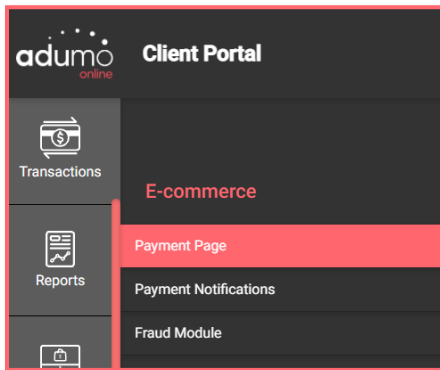 adumo
online
Client Portal
Transactions
E-commerce
Payment Page
Reports
Payment Notifications
Fraud Module